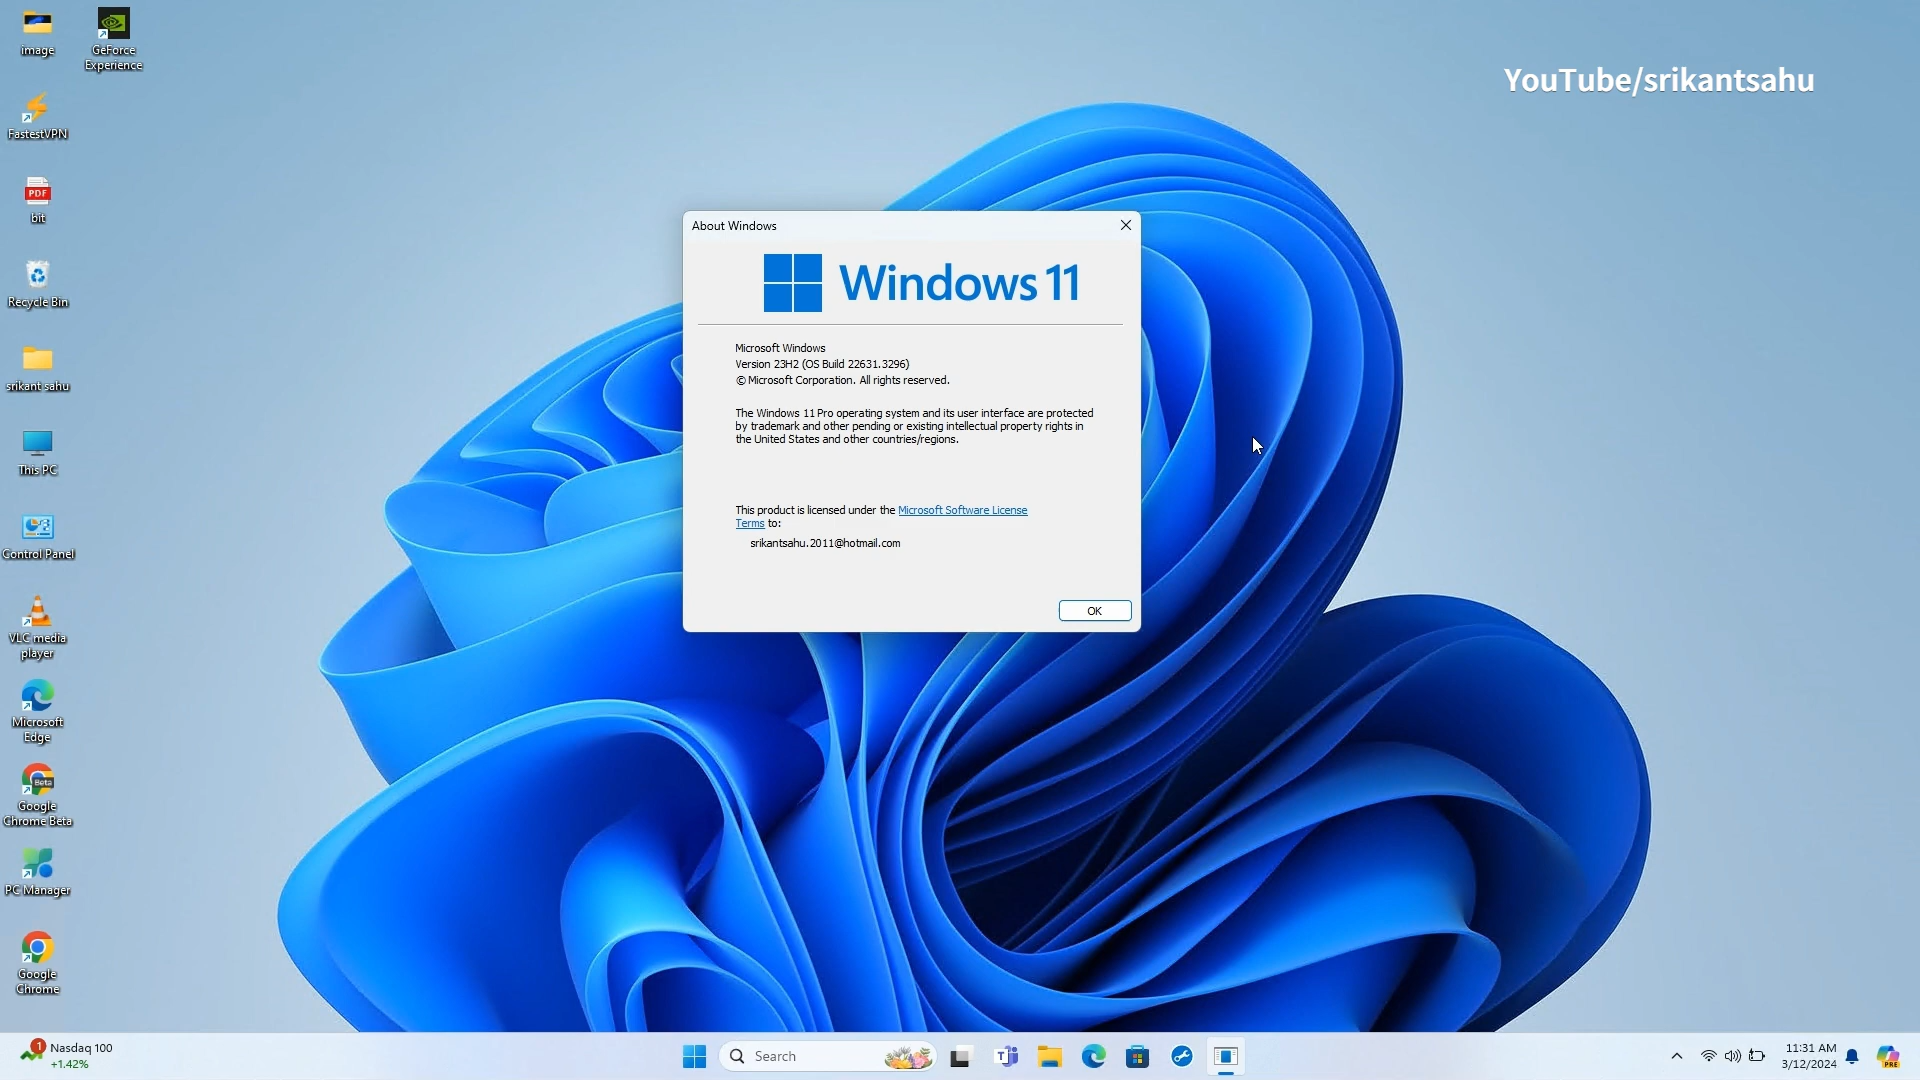 image
GeForce
Experience
YouTube/srikantsahu
FastestVPN
PDF
bit
Recycle Bin
srikant sahu
This PC
Control Panel
VLC media
player
Microsoft
Edge
Beta
Google
Chrome Beta
PC Manager
Google
Chrome
About Windows
Windows 11
Microsoft Windows
Version 23H2 (OS Build 22631.3296)
© Microsoft Corporation. All rights reserved.
The Windows 11 Pro operating system and its user interface are protected
by trademark and other pending or existing intellectual property rights in
the United States and other countries/regions.
This product is licensed under the Microsoft Software License
Terms to:
srikantsahu.2011@hotmail.com
OK
1
Nasdaq 100
+1.42%
Search
11:31 AM
3/12/2024
PRE